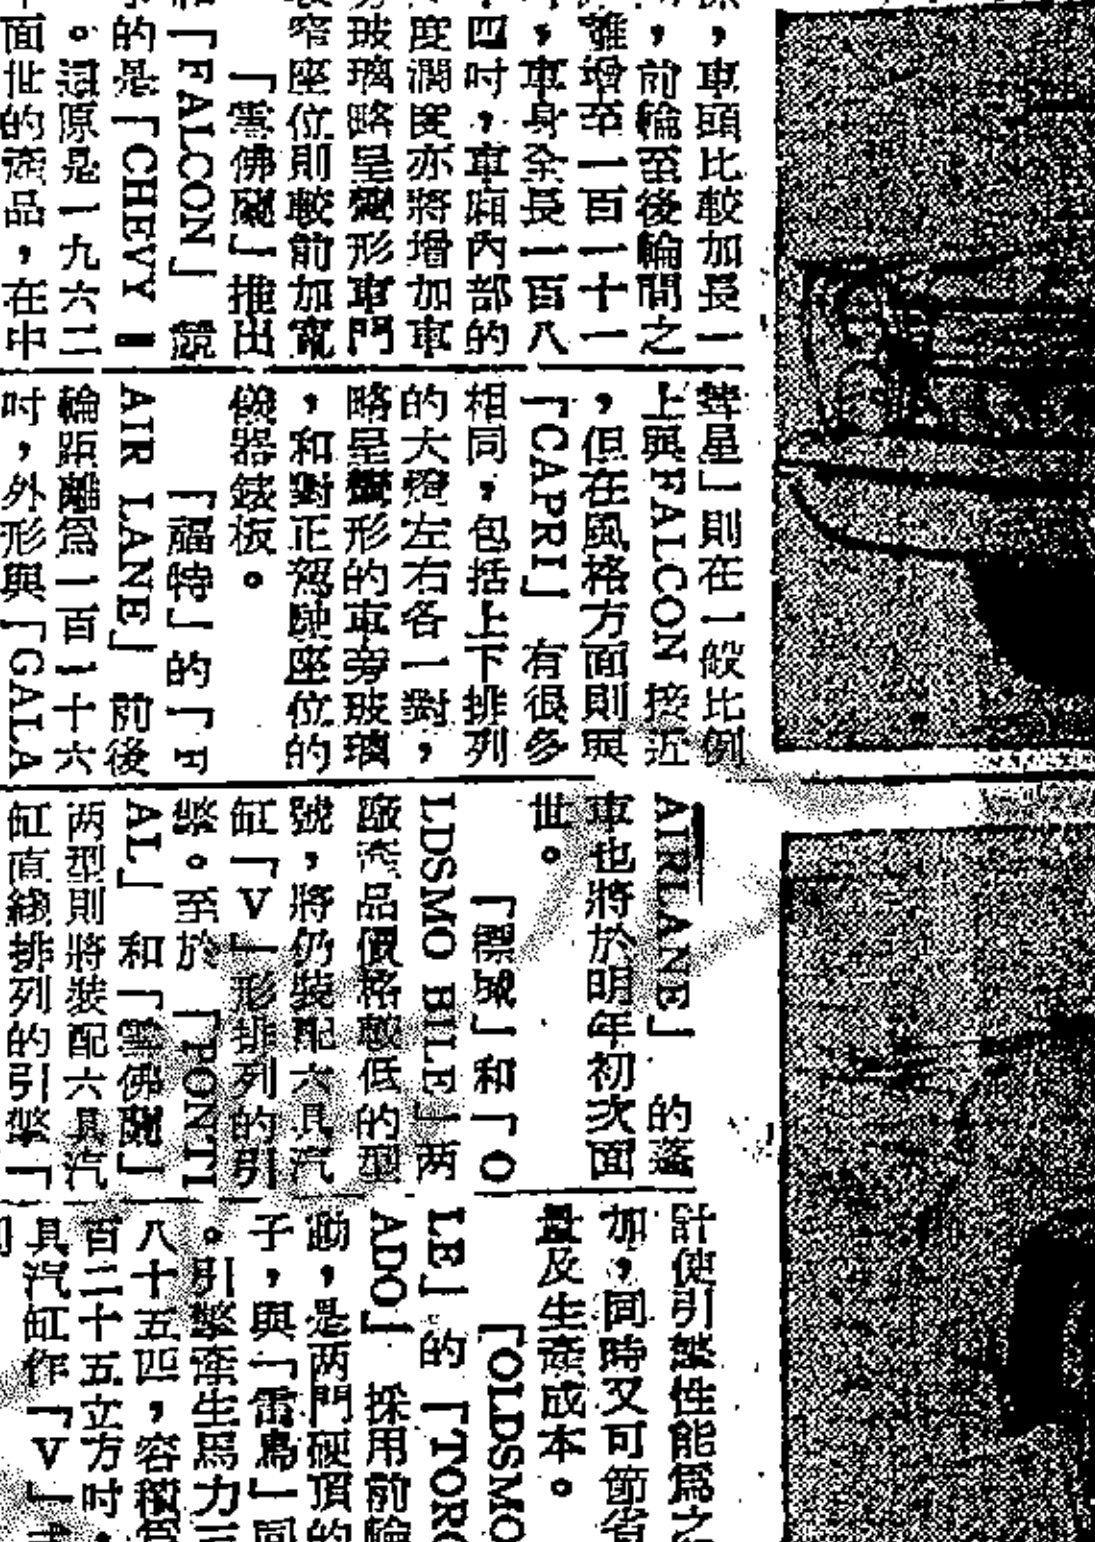 ，車頭比較加長一
，前輪至後輪間之
離增至一百一十一
，車身全長一百八
四吋，車廂內部的
度濶度亦將增加車
玻璃略呈彎形車門
窄座位則較前加寬
「雪佛蘭」推出
「FALCON」競
的是「CHEVY II
。這原是一九六二
面世的產品，在中
彗星」則在一般比例
上與FALCON 接近
，但在風格方面則與
「CAPRI」有很多
相同，包括上下排列
的大燈左右各一對，
略呈彎形的車旁玻璃
，和對正駕駛座位的
儀器錶板。
「福特」的「F
AIR LANE」前後
輪距離為一百一十六
吋，外形與「GALA
AIRLANE」的蓬
車也將於明年初次面
世。
「標域」和「O
LDSMO BILE」两
廠產品價格較低的型
號，將仍裝配六具汽
缸「V」形排列的引
擎。至於「PONTI
AL」和「雪佛蘭」
两型則將裝配六具汽
缸直線排列的引擎「
計使引擎性能為之
加，同時又可節省
量及生產成本。
「OLDSMO
LE」的「TORO
ADO」採用前輪
動，是两門硬頂的
子，與「雷鳥」同
。引擎產生馬力三
八十五匹，容積為
百二十五立方吋，
具汽缸作「V」